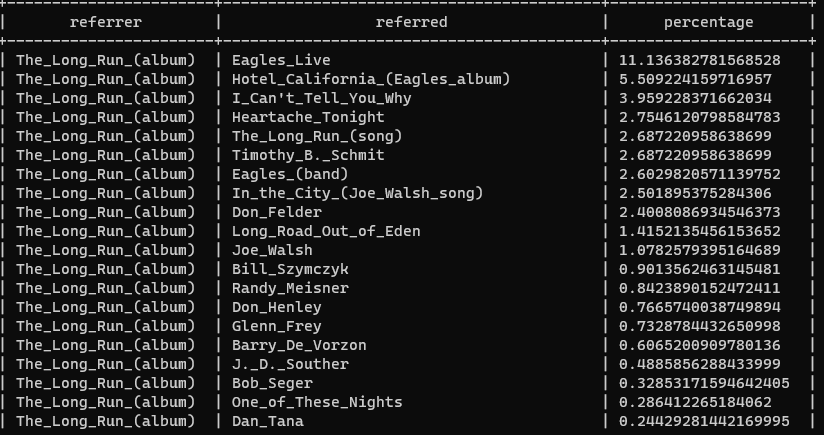 +------------------------+------------------------------------------+----------------------+
| referrer | referred | percentage |
+------------------------+------------------------------------------+----------------------+
| The_Long_Run_(album) | Eagles_Live | 11.136382781568528 |
| The_Long_Run_(album) | Hotel_California_(Eagles_album) | 5.509224159716957 |
| The_Long_Run_(album) | I_Can't_Tell_You_Why | 3.959228371662034 |
| The_Long_Run_(album) | Heartache_Tonight | 2.7546120798584783 |
| The_Long_Run_(album) | The_Long_Run_(song) | 2.687220958638699 |
| The_Long_Run_(album) | Timothy_B._Schmit | 2.687220958638699 |
| The_Long_Run_(album) | Eagles_(band) | 2.6029820571139752 |
| The_Long_Run_(album) | In_the_City_(Joe_Walsh_song) | 2.501895375284306 |
| The_Long_Run_(album) | Don_Felder | 2.4008086934546373 |
| The_Long_Run_(album) | Long_Road_Out_of_Eden | 1.4152135456153652 |
| The_Long_Run_(album) | Joe_Walsh | 1.0782579395164689 |
| The_Long_Run_(album) | Bill_Szymczyk | 0.9013562463145481 |
| The_Long_Run_(album) | Randy_Meisner | 0.8423890152472411 |
| The_Long_Run_(album) | Don_Henley | 0.7665740038749894 |
| The_Long_Run_(album) | Glenn_Frey | 0.7328784432650998 |
| The_Long_Run_(album) | Barry_De_Vorzon | 0.6065200909780136 |
| The_Long_Run_(album) | J._D._Souther | 0.4885856288433999 |
| The_Long_Run_(album) | Bob_Seger | 0.32853171594642405 |
| The_Long_Run_(album) | One_of_These_Nights | 0.286412265184062 |
| The_Long_Run_(album) | Dan_Tana | 0.24429281442169995 |